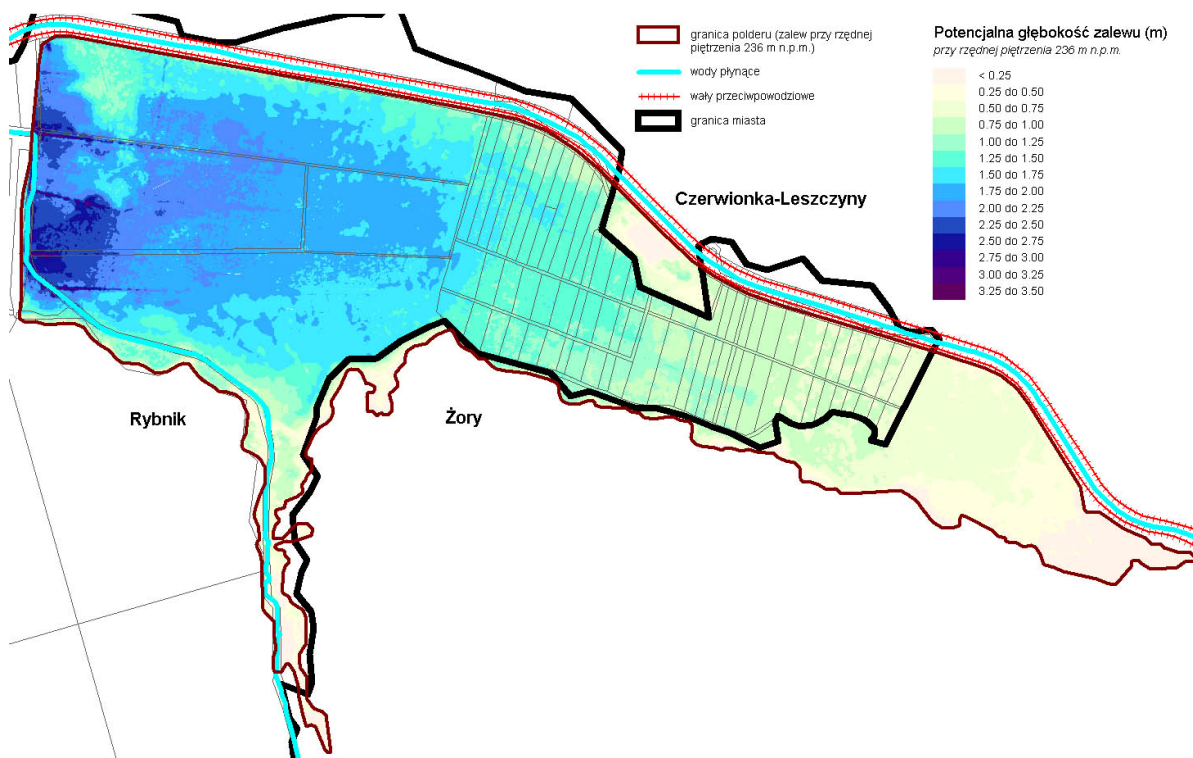 granica polderu (zalew przy rzędnej
piętrzenia 236 m n.p.m.)
wody płynące
wały przeciwpowodziowe
granica miasta
Potencjalna głębokość zalewu (m)
przy rzędnej piętrzenia 236 m n.p.m.
< 0.25
0.25 do 0.50
0.50 do 0.75
0.75 do 1.00
1.00 do 1.25
1.25 do 1.50
1.50 do 1.75
1.75 do 2.00
2.00 do 2.25
2.25 do 2.50
2.50 do 2.75
2.75 do 3.00
3.00 do 3.25
3.25 do 3.50
Czerwionka-Leszczyny
Rybnik
Żory